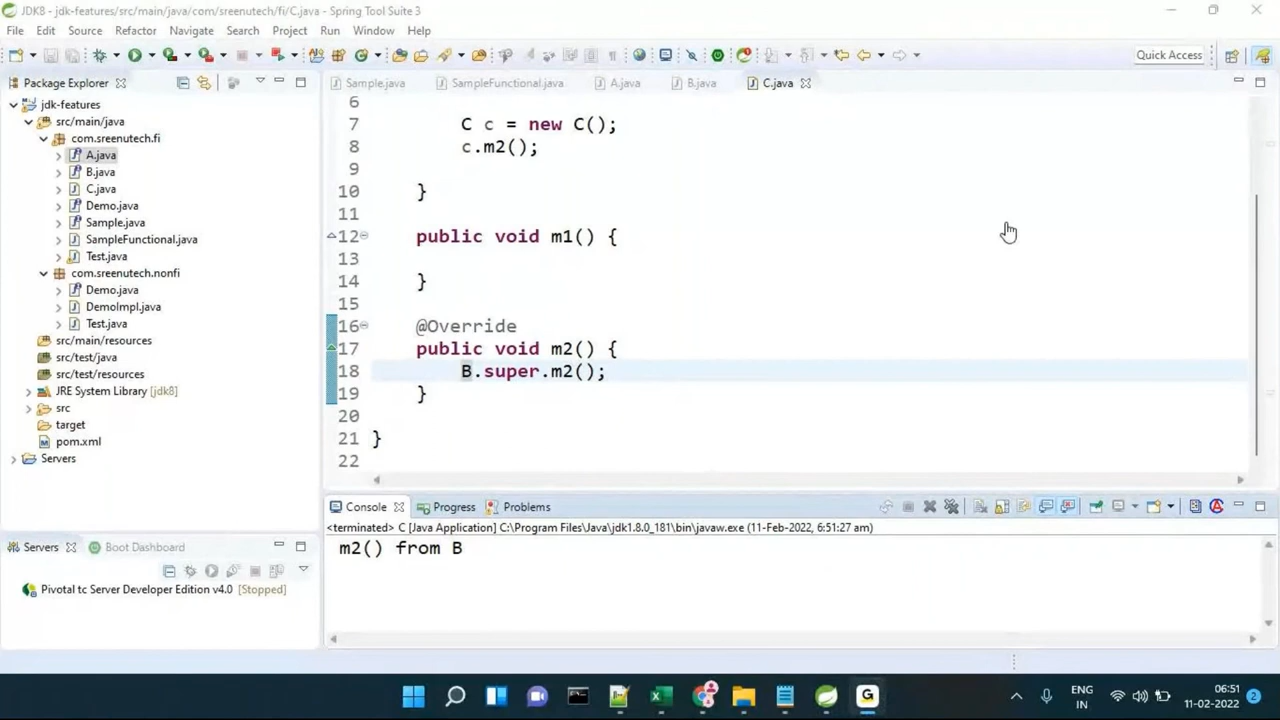 JDK8 - jdk-features/src/main/java/com/sreenutech/fi/C.java - Spring Tool Suite 3
File Edit Source Refactor Navigate Search Project Run Window Help
Quick Access
Package Explorer
jdk-features
src/main/java
com.sreenutech.fi
A.java
B.java
C.java
Demo.java
Sample.java
SampleFunctional.java
Test.java
com.sreenutech.nonfi
Demo.java
DemoImpl.java
Test.java
src/main/resources
src/test/java
src/test/resources
JRE System Library [jdk8]
src
target
pom.xml
Servers
Servers Boot Dashboard
Pivotal tc Server Developer Edition v4.0 [Stopped]
Sample.java SampleFunctional.java A.java B.java C.java
6
7 C c = new C();
8 c.m2();
9
10 }
11
12 public void m1() {
13
14 }
15
16 @Override
17 public void m2() {
18 B.super.m2();
19 }
20
21 }
22
Console Progress Problems
<terminated> C [Java Application] C:\Program Files\Java\jdk1.8.0_181\bin\javaw.exe (11-Feb-2022, 6:51:27 am)
m2() from B
G
ENG
IN
06:51
11-02-2022
2